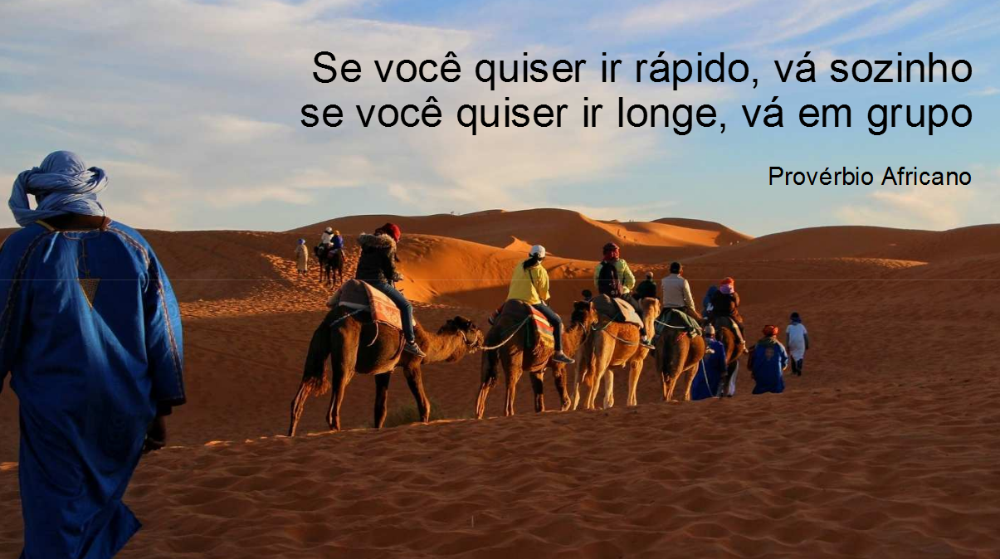 Se você quiser ir rápido, vá sozinho
se você quiser ir longe, vá em grupo
Provérbio Africano